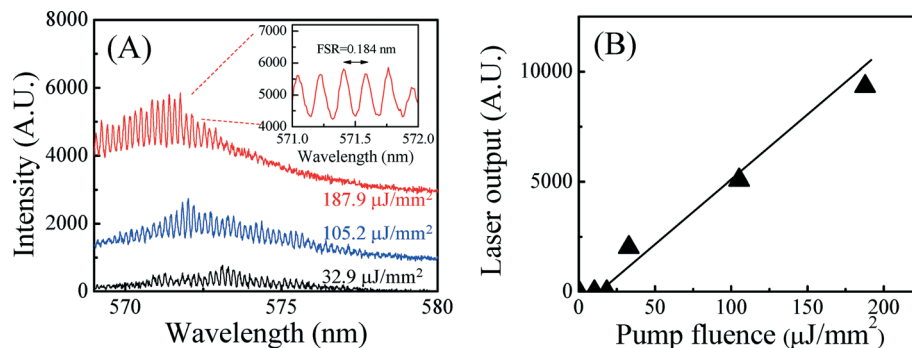 (A)
Intensity (A.U.)
8000
6000
4000
2000
0
570
575
580
Wavelength (nm)
187.9 µJ/mm²
105.2 µJ/mm²
32.9 µJ/mm²
7000
6000
5000
4000
FSR=0.184 nm
571.0
571.5
572.0
Wavelength (nm)
(B)
Laser output (A.U.)
10000
5000
0
0
50
100
150
200
Pump fluence (µJ/mm²)